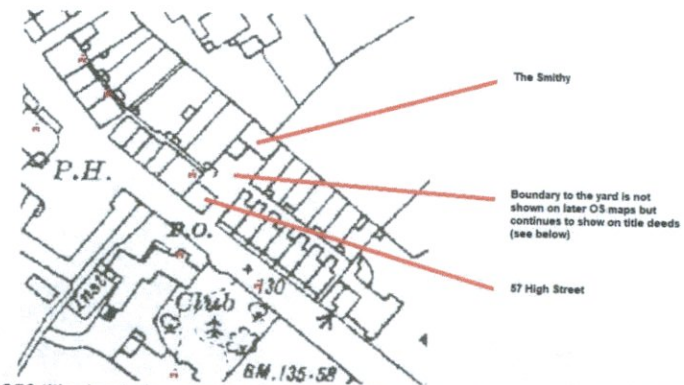 The Smithy
P.H.
Boundary to the yard is not
shown on later OS maps but
continues to show on title deeds
(see below)
P.O.
57 High Street
130
Inst
Club
B.M.135·58